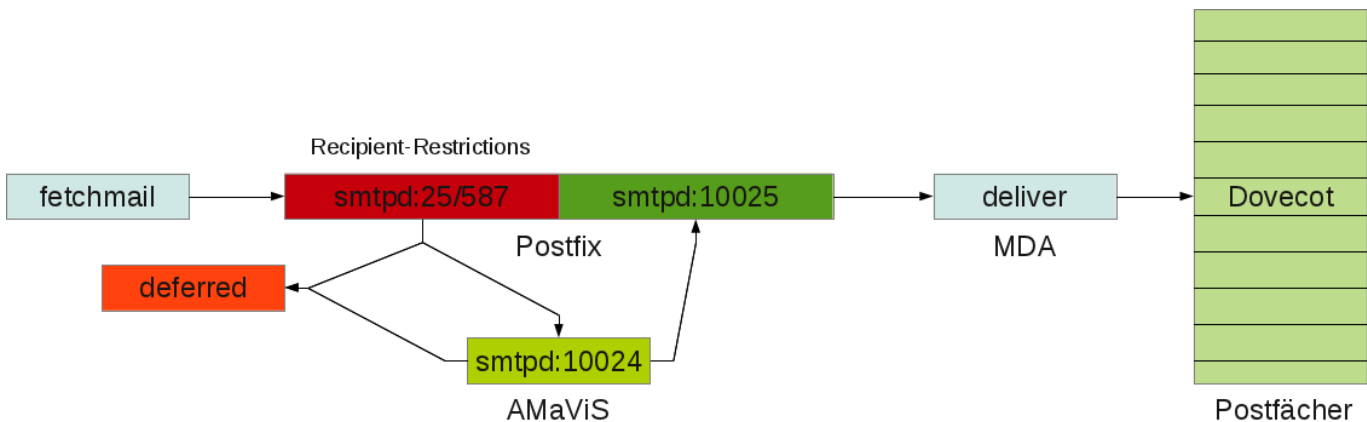 Recipient-Restrictions
fetchmail
smtpd:25/587
smtpd:10025
deliver
Dovecot
Postfix
MDA
deferred
smtpd:10024
AMaViS
Postfächer